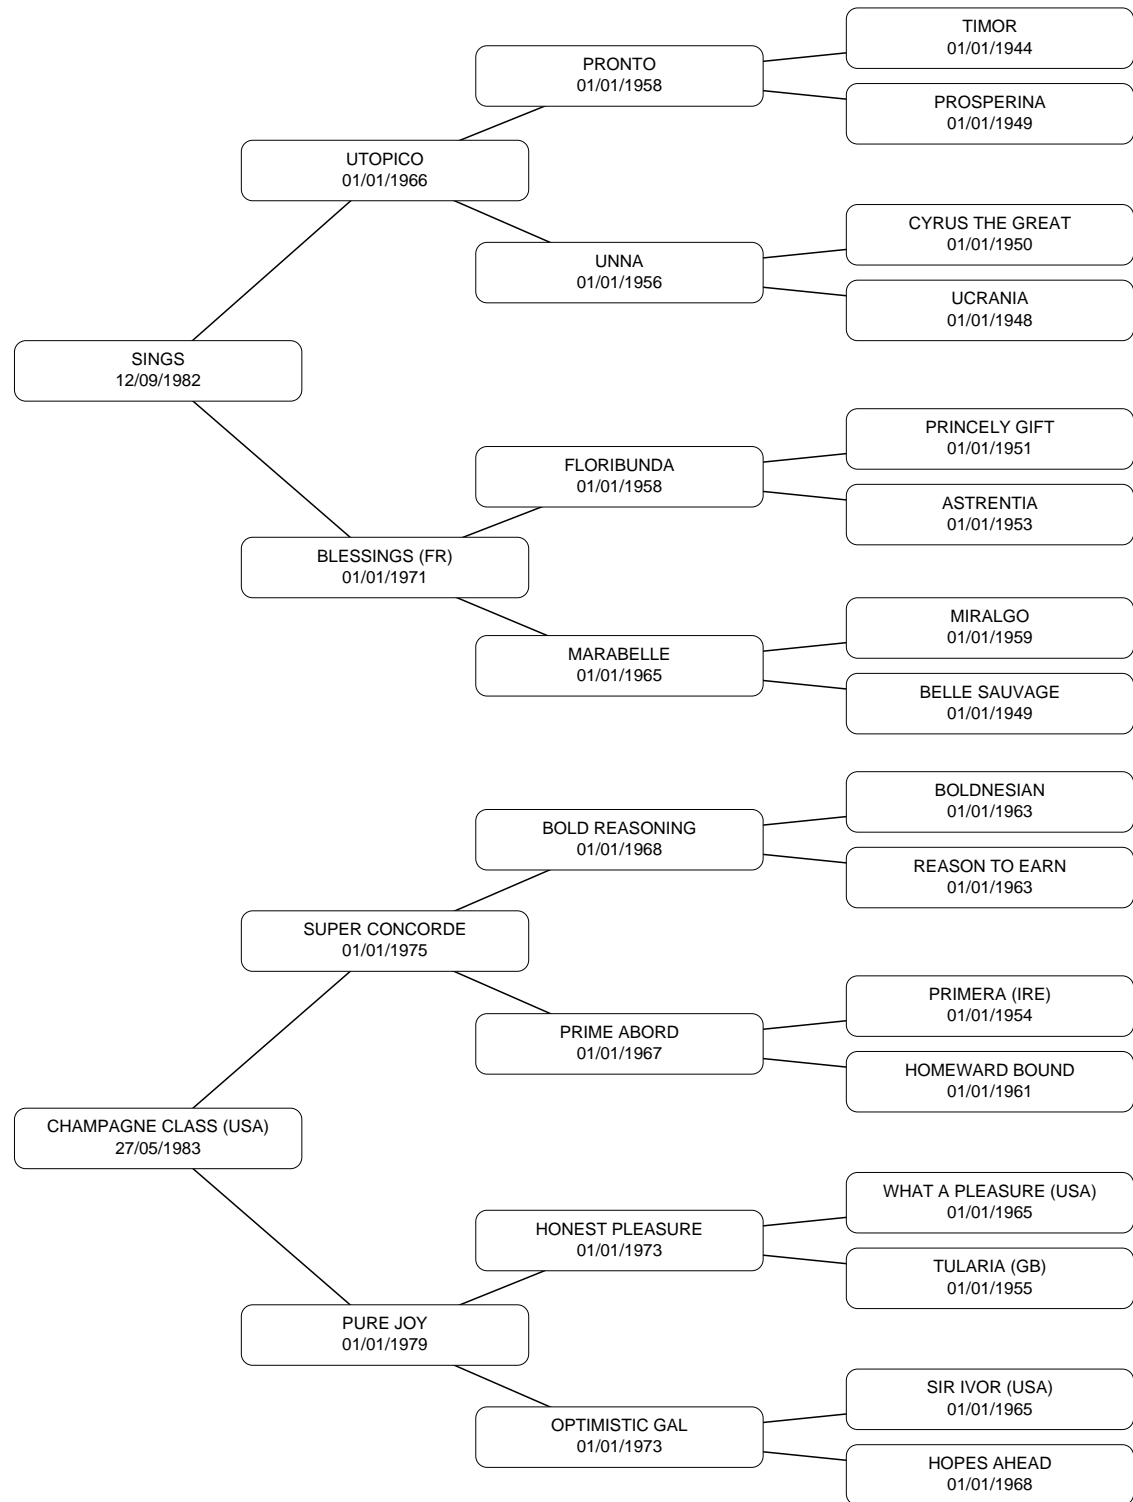 TIMOR
01/01/1944
PRONTO
01/01/1958
PROSPERINA
01/01/1949
UTOPICO
01/01/1966
CYRUS THE GREAT
01/01/1950
UNNA
01/01/1956
UCRANIA
01/01/1948
SINGS
12/09/1982
PRINCELY GIFT
01/01/1951
FLORIBUNDA
01/01/1958
ASTRENTIA
01/01/1953
BLESSINGS (FR)
01/01/1971
MIRALGO
01/01/1959
MARABELLE
01/01/1965
BELLE SAUVAGE
01/01/1949
BOLDNESIAN
01/01/1963
BOLD REASONING
01/01/1968
REASON TO EARN
01/01/1963
SUPER CONCORDE
01/01/1975
PRIMERA (IRE)
01/01/1954
PRIME ABORD
01/01/1967
HOMEWARD BOUND
01/01/1961
CHAMPAGNE CLASS (USA)
27/05/1983
WHAT A PLEASURE (USA)
01/01/1965
HONEST PLEASURE
01/01/1973
TULARIA (GB)
01/01/1955
PURE JOY
01/01/1979
SIR IVOR (USA)
01/01/1965
OPTIMISTIC GAL
01/01/1973
HOPES AHEAD
01/01/1968